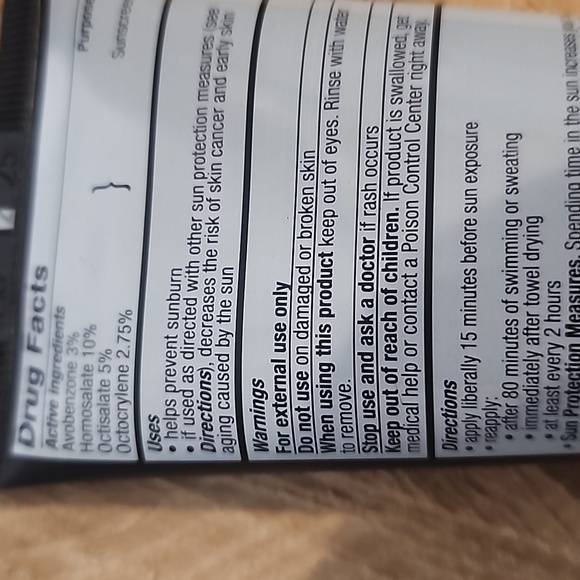 Drug Facts
Active ingredients
Avobenzone 3%
Homosalate 10%
Octisalate 5%
Octocrylene 2.75%
Uses
• helps prevent sunburn
• if used as directed with other sun protection measures (see
Directions), decreases the risk of skin cancer and early skin
aging caused by the sun
Warnings
For external use only
Do not use on damaged or broken skin
When using this product keep out of eyes. Rinse with water
to remove.
Stop use and ask a doctor if rash occurs
Keep out of reach of children. If product is swallowed, get
medical help or contact a Poison Control Center right away.
Directions
• apply liberally 15 minutes before sun exposure
• reapply:
• after 80 minutes of swimming or sweating
• immediately after towel drying
• at least every 2 hours
• Sun Protection Measures. Spending time in the sun increases